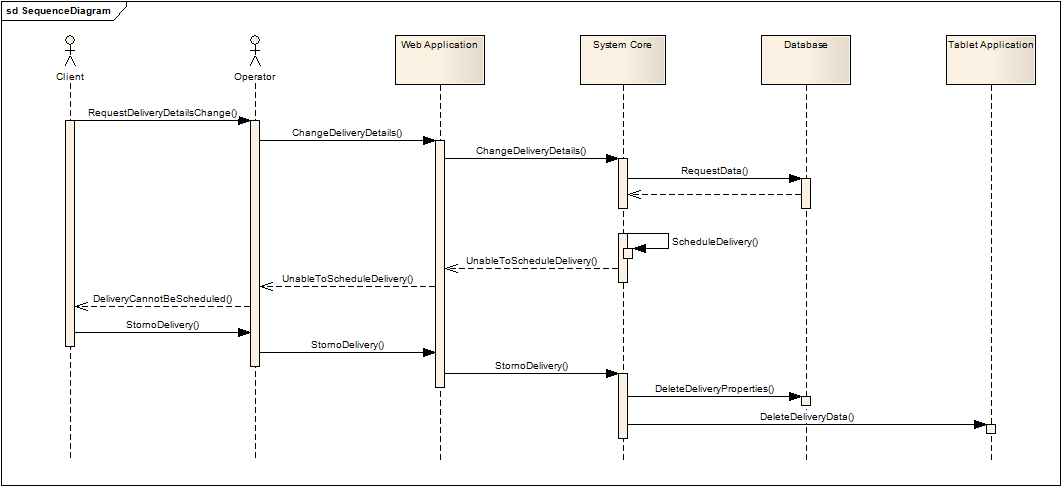 sd SequenceDiagram
Client
Operator
Web Application
System Core
Database
Tablet Application
RequestDeliveryDetailsChange()
ChangeDeliveryDetails()
ChangeDeliveryDetails()
RequestData()
ScheduleDelivery()
UnableToScheduleDelivery()
UnableToScheduleDelivery()
DeliveryCannotBeScheduled()
StornoDelivery()
StornoDelivery()
StornoDelivery()
DeleteDeliveryProperties()
DeleteDeliveryData()